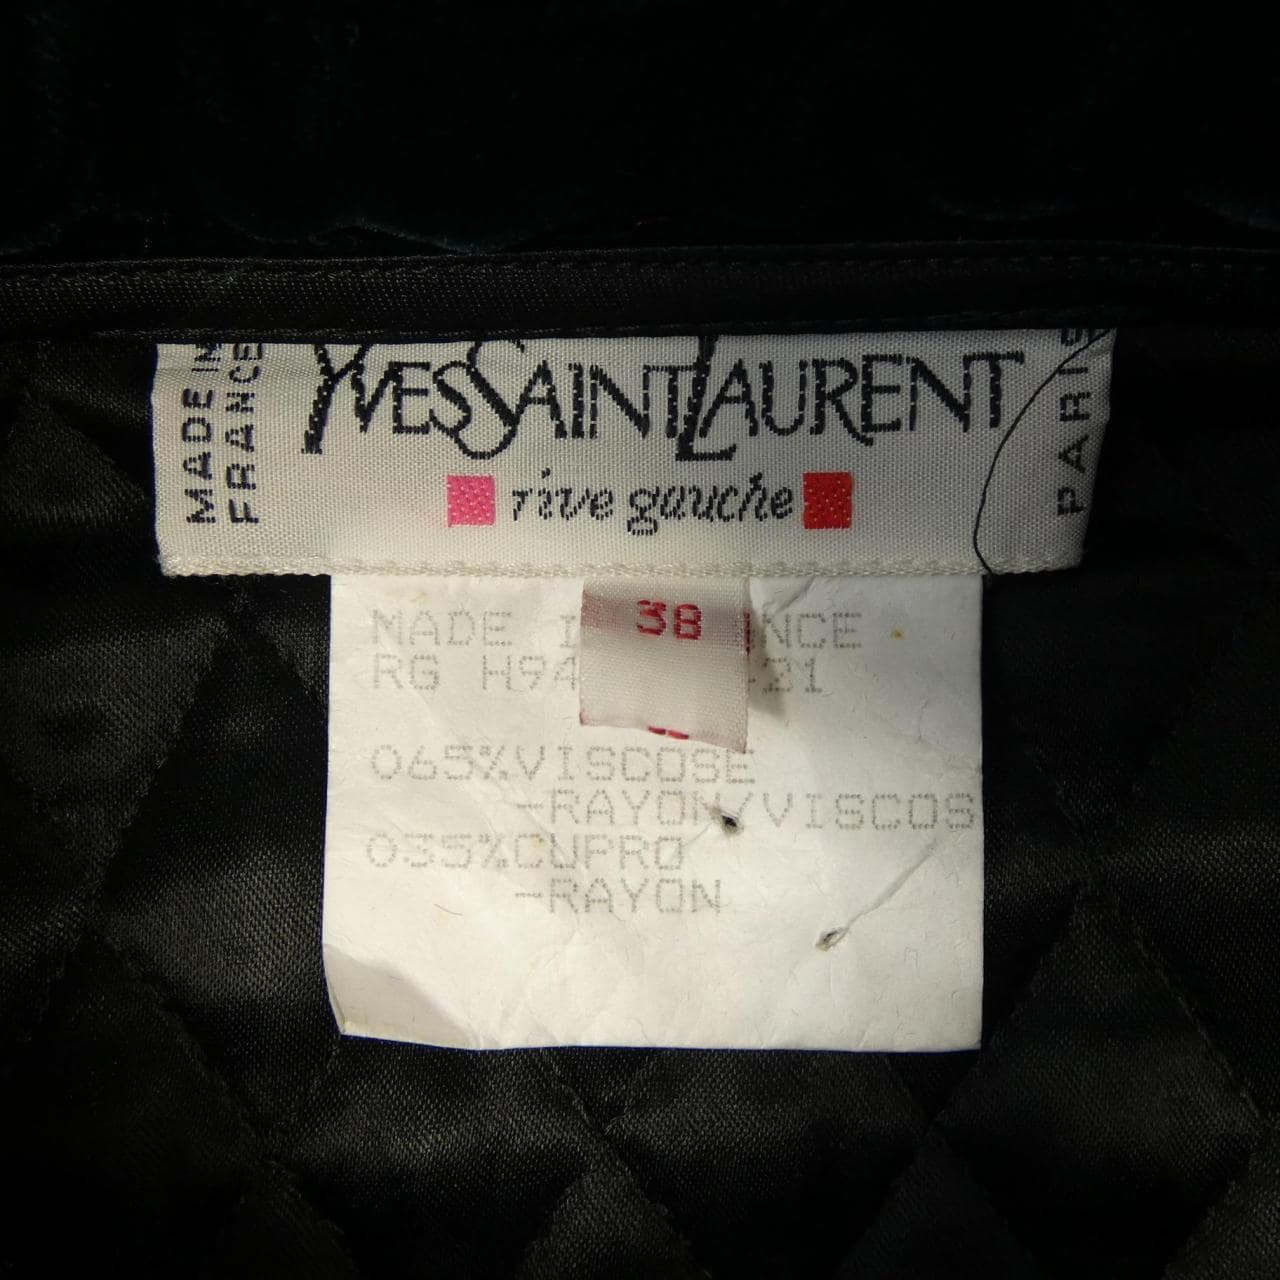 MADE IN
FRANCE
YVES SAINT LAURENT
rive gauche
PARIS
38
MADE I NCE
RG H94 21
065%VISCOSE
-RAYON/VISCOS
035%CUPRO
-RAYON